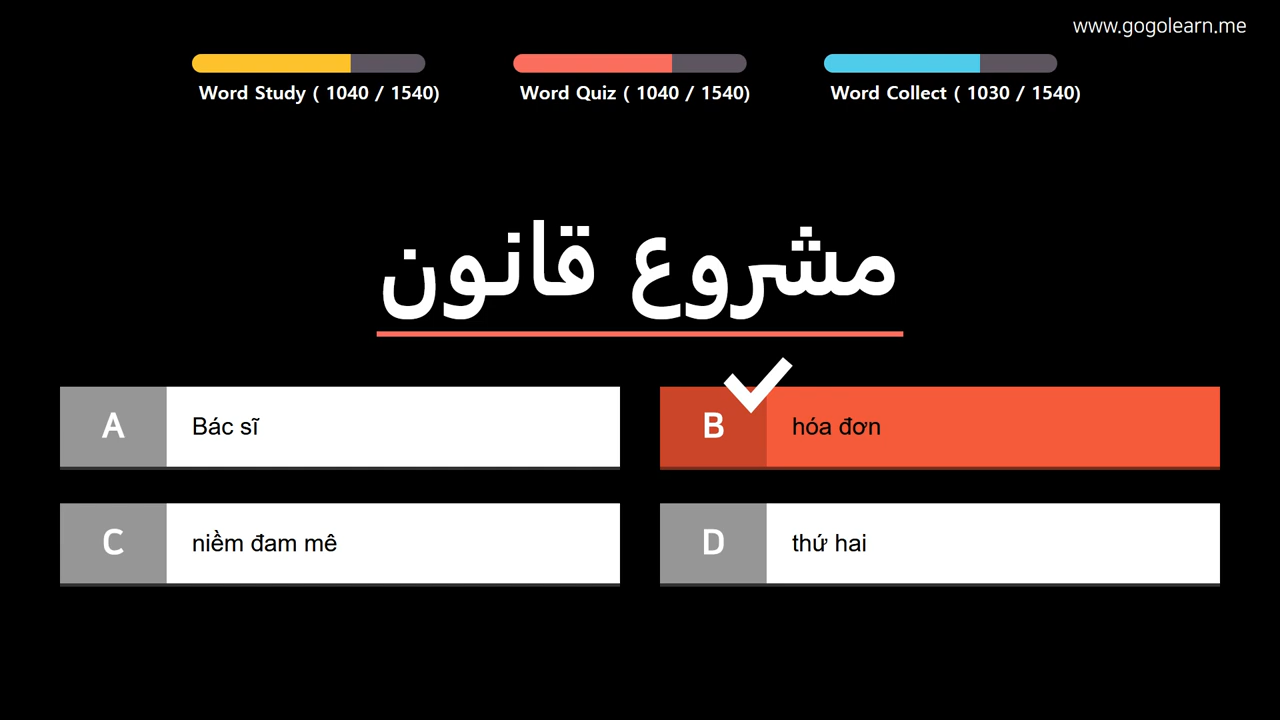 www.gogolearn.me
Word Study ( 1040 / 1540)
Word Quiz ( 1040 / 1540)
Word Collect ( 1030 / 1540)
مشروع قانون
A
Bác sĩ
B
hóa đơn
C
niềm đam mê
D
thứ hai